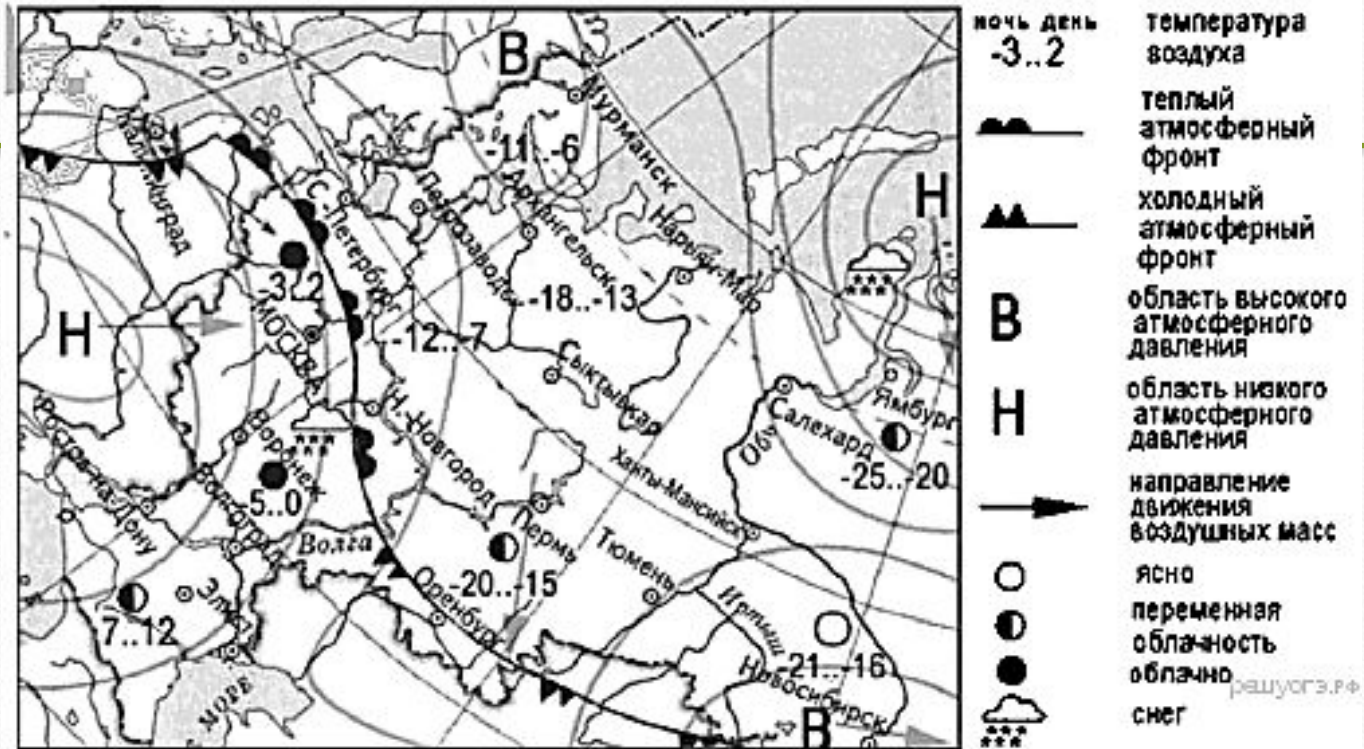 В
Мурманск
Калининград
-11..-6
С-Петербург
Петрозаводск
Архангельск
Нарьян-Мар
Н
3..2
-18..-13
Н
МОСКВА
-12..-7
Сыктывкар
Н. Новгород
Салехард
Ямбург
Обь
-25..-20
Воронеж
5..0
Ростов-на-Дону
Волгоград
Ханты-Мансийск
Волга
Пермь
Тюмень
-20..-15
Оренбург
Элиста
7..12
Иртыш
-21..-16
Новосибирск
МОРЕ
В
ночь день
-3..2
температура
воздуха
теплый
атмосферный
фронт
холодный
атмосферный
фронт
В
область высокого
атмосферного
давления
Н
область низкого
атмосферного
давления
направление
движения
воздушных масс
ясно
переменная
облачность
облачно
решуогэ.рф
снег